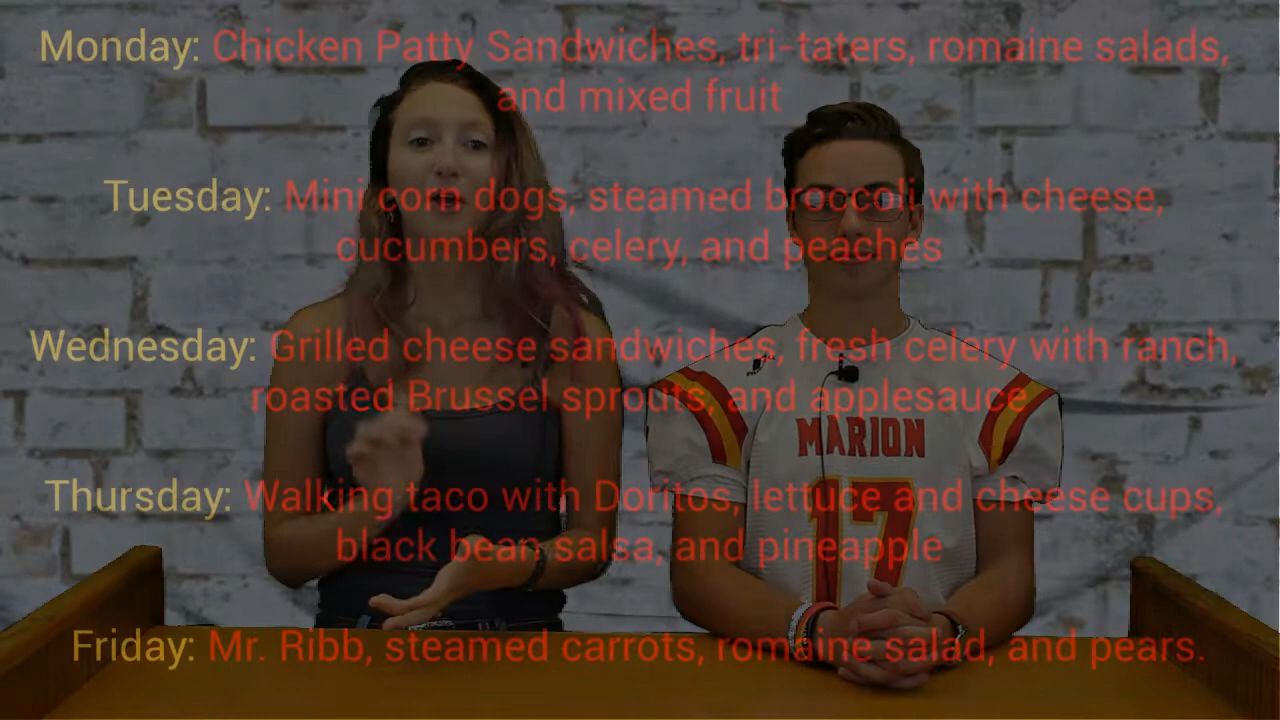 Monday: Chicken Patty Sandwiches, tri-taters, romaine salads,
and mixed fruit
Tuesday: Mini corn dogs, steamed broccoli with cheese,
cucumbers, celery, and peaches
Wednesday: Grilled cheese sandwiches, fresh celery with ranch,
roasted Brussel sprouts, and applesauce
MARION
Thursday: Walking taco with Doritos, lettuce and cheese cups,
17
black bean salsa, and pineapple
Friday: Mr. Ribb, steamed carrots, romaine salad, and pears.